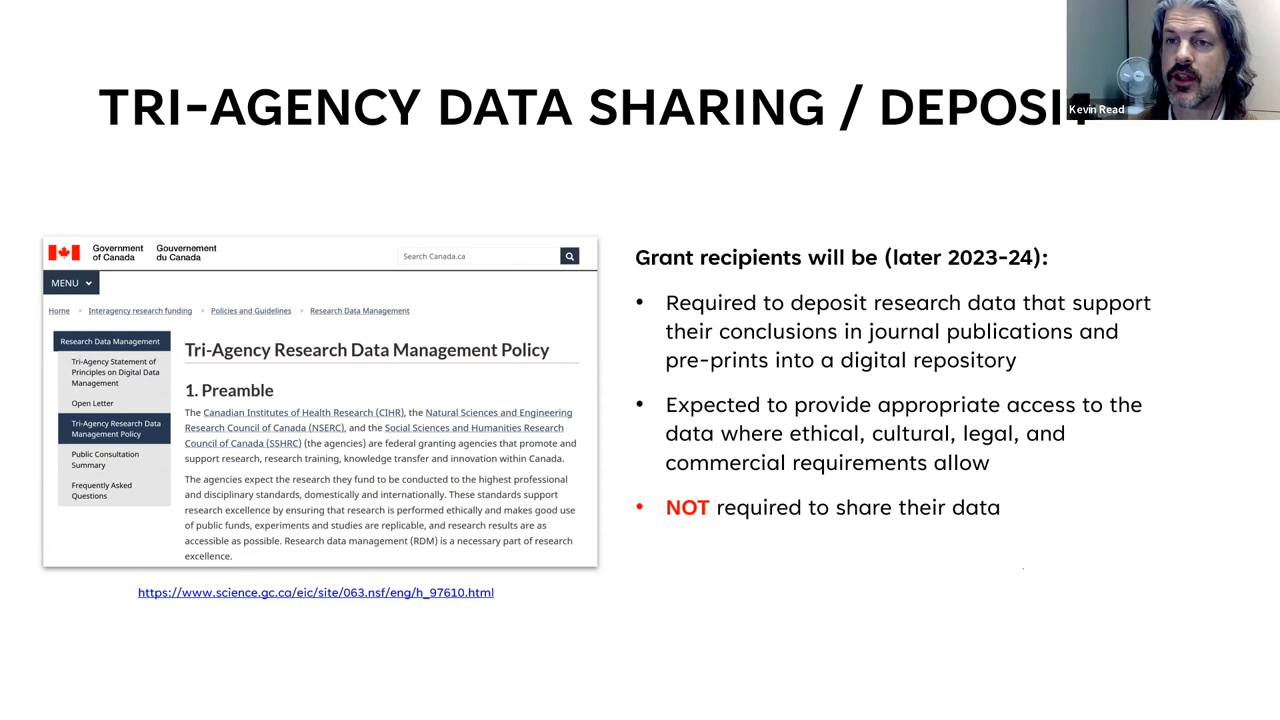 TRI-AGENCY DATA SHARING / DEPOSIT
Kevin Read
Government
of Canada
Gouvernement
du Canada
Search Canada.ca
MENU
Home > Interagency research funding > Policies and Guidelines > Research Data Management
Research Data Management
Tri-Agency Statement of
Principles on Digital Data
Management
Open Letter
Tri-Agency Research Data
Management Policy
Public Consultation
Summary
Frequently Asked
Questions
Tri-Agency Research Data Management Policy
1. Preamble
The Canadian Institutes of Health Research (CIHR), the Natural Sciences and Engineering
Research Council of Canada (NSERC), and the Social Sciences and Humanities Research
Council of Canada (SSHRC) (the agencies) are federal granting agencies that promote and
support research, research training, knowledge transfer and innovation within Canada.
The agencies expect the research they fund to be conducted to the highest professional
and disciplinary standards, domestically and internationally. These standards support
research excellence by ensuring that research is performed ethically and makes good use
of public funds, experiments and studies are replicable, and research results are as
accessible as possible. Research data management (RDM) is a necessary part of research
excellence.
https://www.science.gc.ca/eic/site/063.nsf/eng/h_97610.html
Grant recipients will be (later 2023-24):
• Required to deposit research data that support
their conclusions in journal publications and
pre-prints into a digital repository
• Expected to provide appropriate access to the
data where ethical, cultural, legal, and
commercial requirements allow
• NOT required to share their data